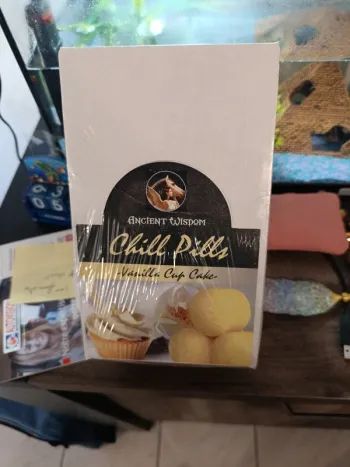 ANCIENT WISDOM
Chill Pills
-Vanilla Cup Cake-